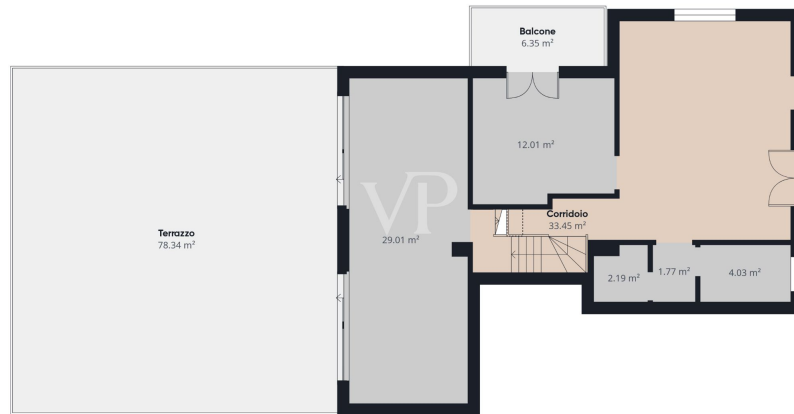 Balcone
6.35 m²
12.01 m²
VP
Terrazzo
78.34 m²
29.01 m²
Corridoio
33.45 m²
2.19 m²
1.77 m²
4.03 m²